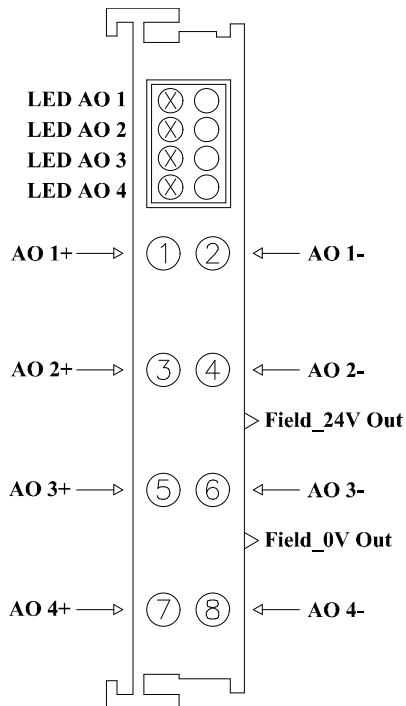 LED AO 1
LED AO 2
LED AO 3
LED AO 4
AO 1+ 1 2 AO 1-
AO 2+ 3 4 AO 2-
Field_24V Out
AO 3+ 5 6 AO 3-
Field_0V Out
AO 4+ 7 8 AO 4-